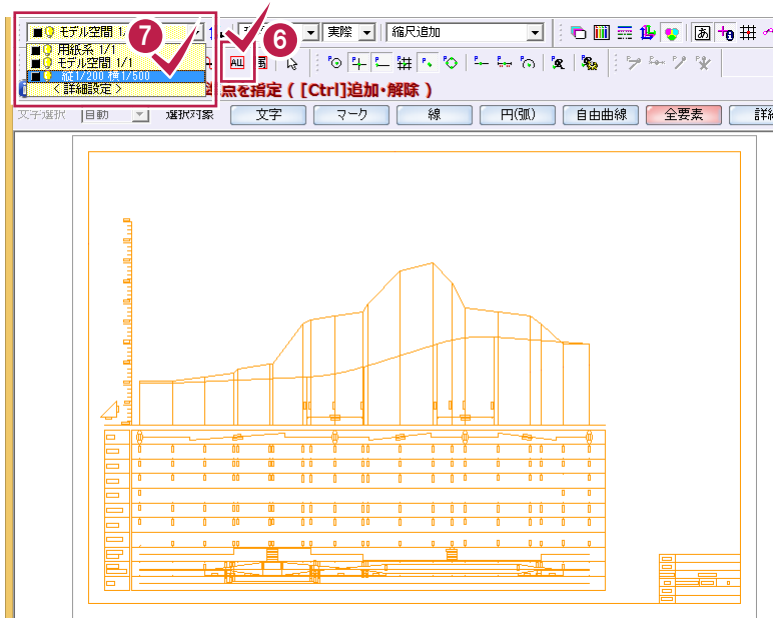 モデル空間 1/
7
6
実際
縮尺追加
用紙系 1/1
モデル空間 1/1
縦1/200 横1/500
< 詳細設定 >
ALL
あ
点を指定 ( [Ctrl]追加・解除 )
文字選択 自動 選択対象 文字 マーク 線 円(弧) 自由曲線 全要素